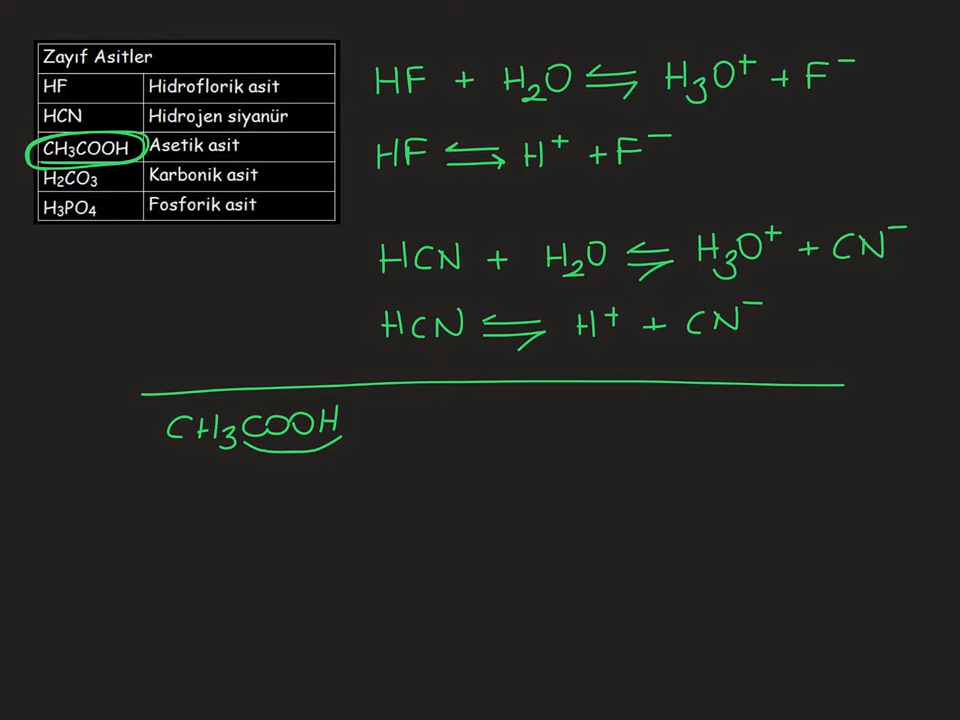 Zayıf Asitler
HF Hidroflorik asit
HCN Hidrojen siyanür
CH₃COOH Asetik asit
H₂CO₃ Karbonik asit
H₃PO₄ Fosforik asit
HF + H₂O ⇌ H₃O⁺ + F⁻
HF ⇌ H⁺ + F⁻
HCN + H₂O ⇌ H₃O⁺ + CN⁻
HCN ⇌ H⁺ + CN⁻
CH₃COOH